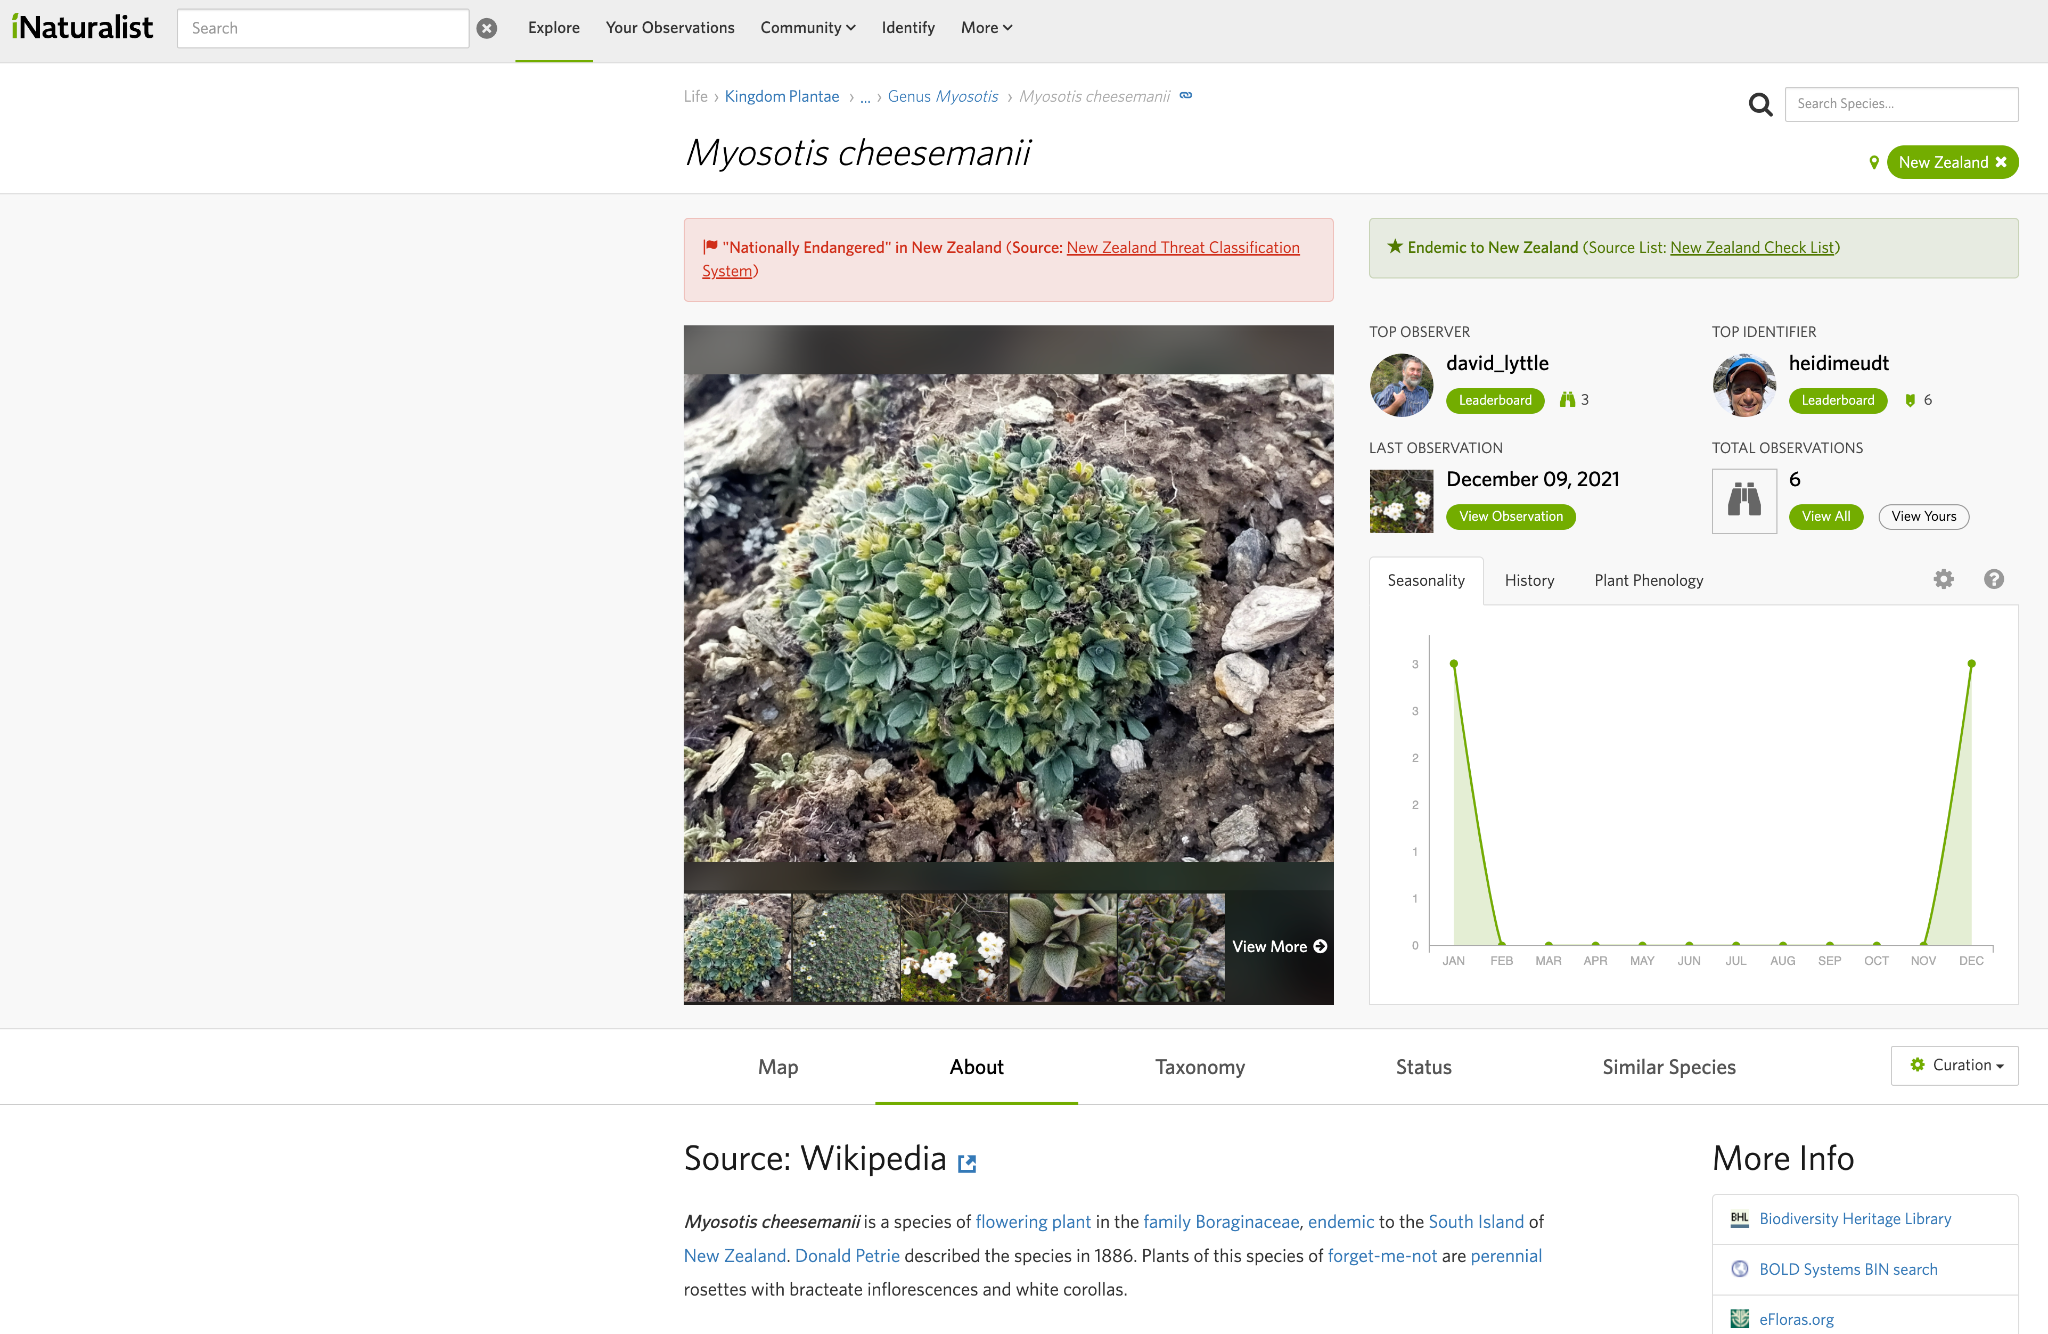 iNaturalist
Search
Explore
Your Observations
Community
Identify
More
Life › Kingdom Plantae › ... › Genus Myosotis › Myosotis cheesemanii
Search Species...
Myosotis cheesemanii
New Zealand
"Nationally Endangered" in New Zealand (Source: New Zealand Threat Classification
System)
Endemic to New Zealand (Source List: New Zealand Check List)
TOP OBSERVER
david_lyttle
Leaderboard 3
TOP IDENTIFIER
heidimeudt
Leaderboard 6
LAST OBSERVATION
December 09, 2021
View Observation
TOTAL OBSERVATIONS
6
View All View Yours
Seasonality History Plant Phenology
3
3
2
2
1
1
0
JAN FEB MAR APR MAY JUN JUL AUG SEP OCT NOV DEC
View More
Map About Taxonomy Status Similar Species
Curation
Source: Wikipedia
Myosotis cheesemanii is a species of flowering plant in the family Boraginaceae, endemic to the South Island of
New Zealand. Donald Petrie described the species in 1886. Plants of this species of forget-me-not are perennial
rosettes with bracteate inflorescences and white corollas.
More Info
BHL Biodiversity Heritage Library
BOLD Systems BIN search
eFloras.org